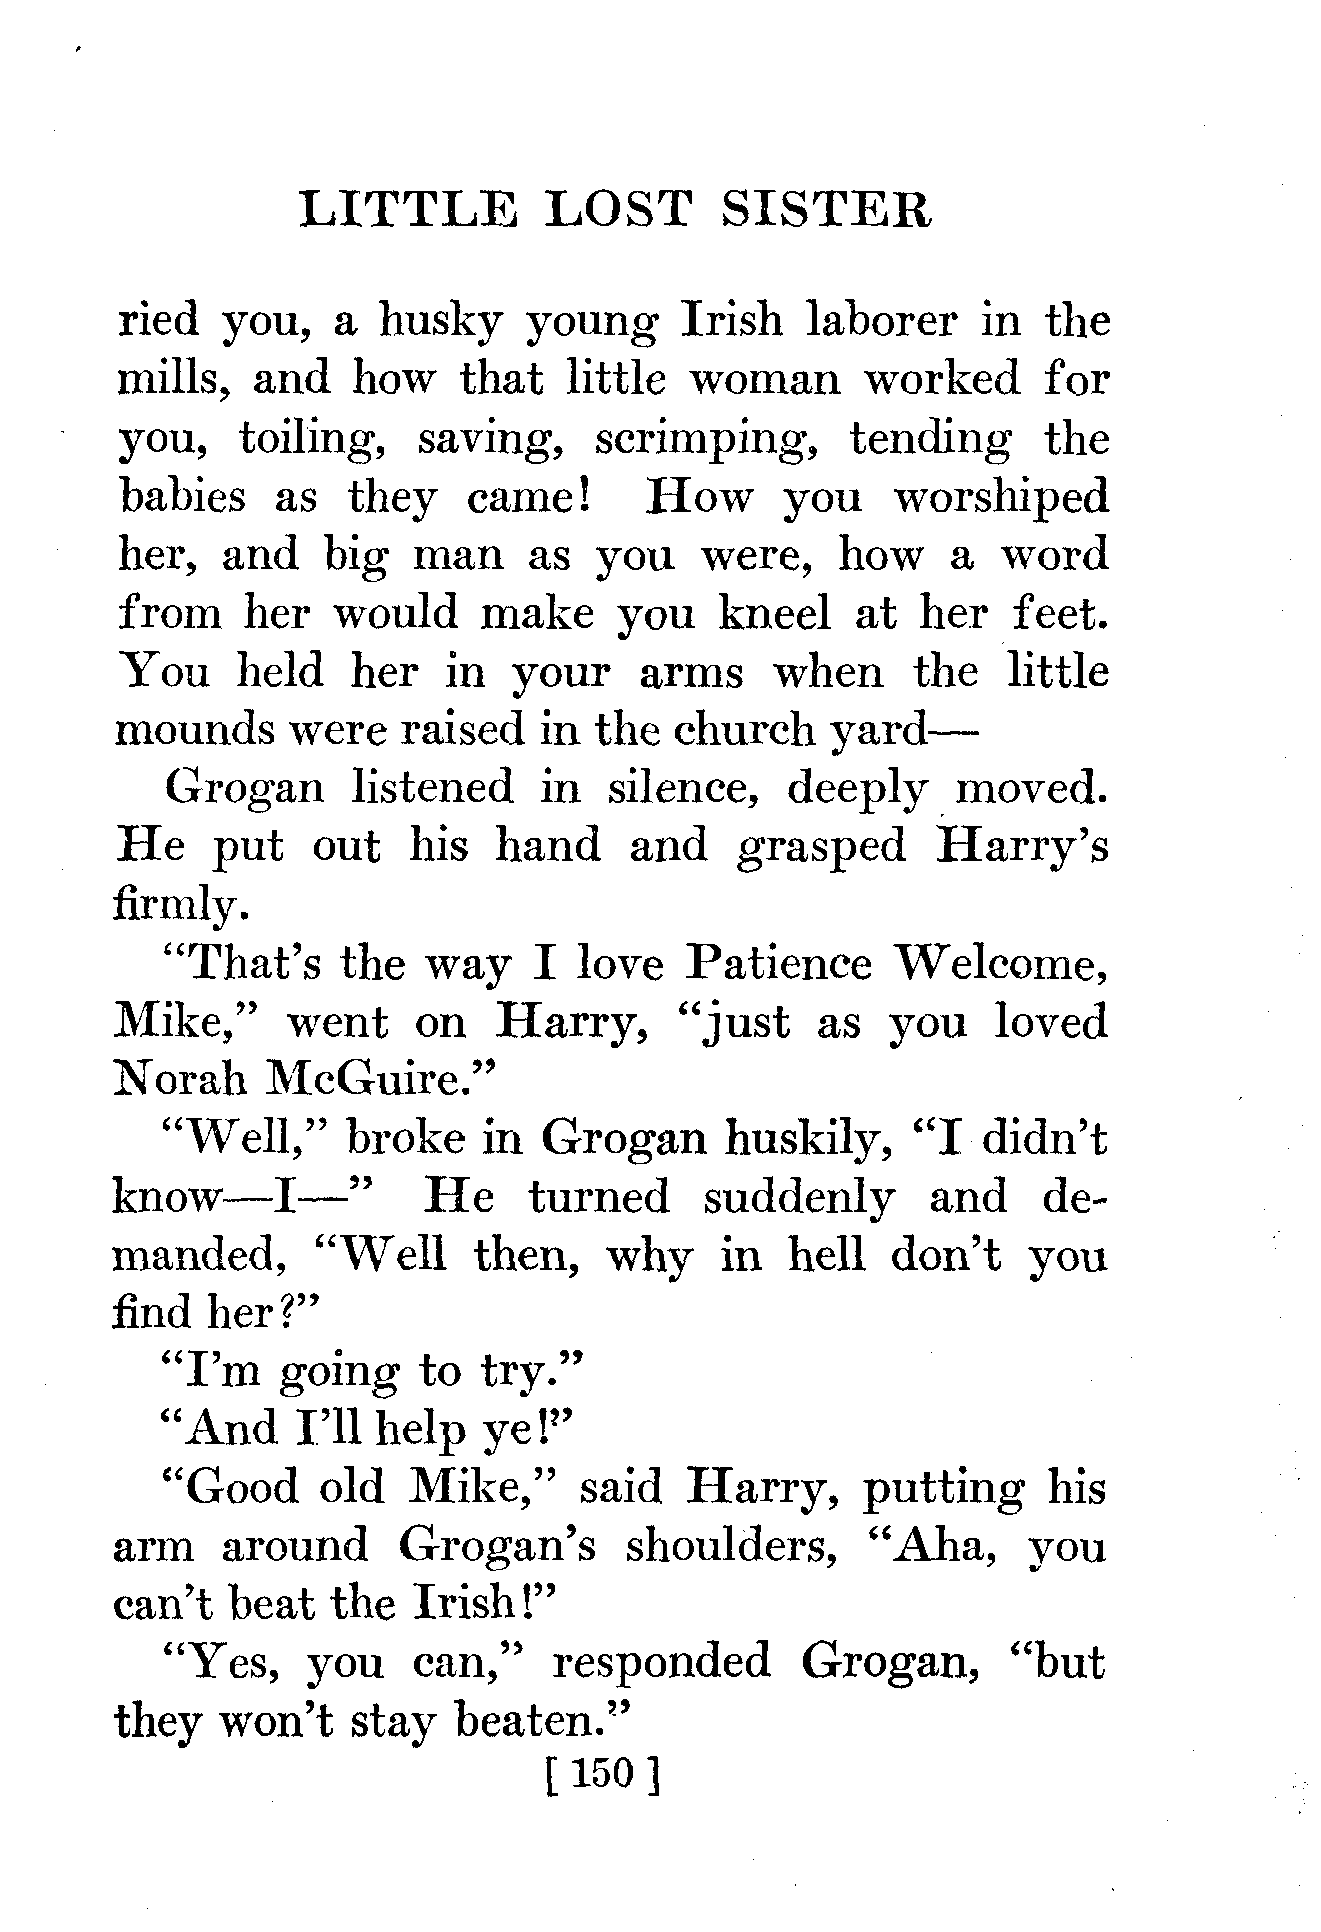 LITTLE LOST SISTER
ried you, a husky young Irish laborer in the
mills, and how that little woman worked for
you, toiling, saving, scrimping, tending the
babies as they came! How you worshiped
her, and big man as you were, how a word
from her would make you kneel at her feet.
You held her in your arms when the little
mounds were raised in the church yard—
Grogan listened in silence, deeply moved.
He put out his hand and grasped Harry's
firmly.
“That's the way I love Patience Welcome,
Mike,” went on Harry, “just as you loved
Norah McGuire.”
“Well,” broke in Grogan huskily, “I didn't
know—I—” He turned suddenly and de-
manded, “Well then, why in hell don't you
find her?”
“I'm going to try.”
“And I'll help ye!”
“Good old Mike,” said Harry, putting his
arm around Grogan's shoulders, “Aha, you
can't beat the Irish!”
“Yes, you can,” responded Grogan, “but
they won't stay beaten.”
[ 150 ]